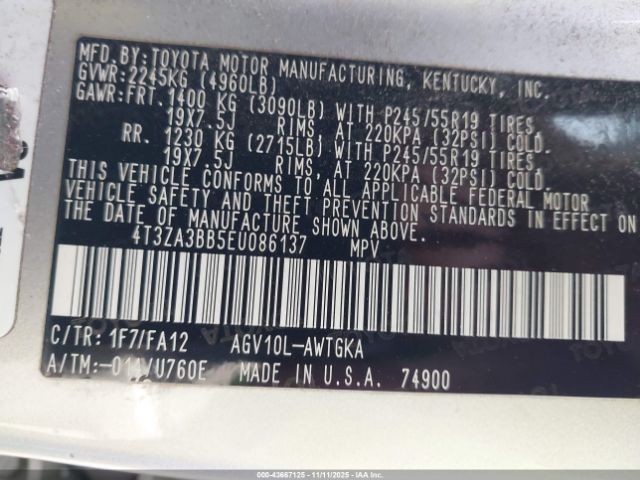 MFD.BY:TOYOTA MOTOR MANUFACTURING, KENTUCKY, INC.
GVWR:2245KG (4960LB)
GAWR:FRT.1400 KG (3090LB) WITH P245/55R19 TIRES
19X7.5J RIMS, AT 220KPA (32PSI) COLD.
RR. 1230 KG (2715LB) WITH P245/55R19 TIRES
19X7.5J RIMS, AT 220KPA (32PSI) COLD.
THIS VEHICLE CONFORMS TO ALL APPLICABLE FEDERAL MOTOR
VEHICLE SAFETY AND THEFT PREVENTION STANDARDS IN EFFECT ON
THE DATE OF MANUFACTURE SHOWN ABOVE.
4T3ZA3BB5EU086137 MPV
C/TR: 1F7/FA12 AGV10L-AWTGKA
A/TM:-01A/U760E MADE IN U.S.A. 74900
000-43667125 - 11/11/2025 - IAAI.com